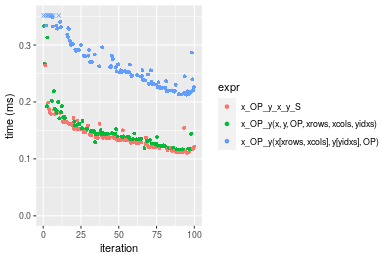 0.3
0.2
0.1
0.0
time (ms)
0
25
50
75
100
iteration
expr
x_OP_y_x_y_S
x_OP_y(x, y, OP, xrows, xcols, yidxs)
x_OP_y(x[xrows, xcols], y[yidxs], OP)